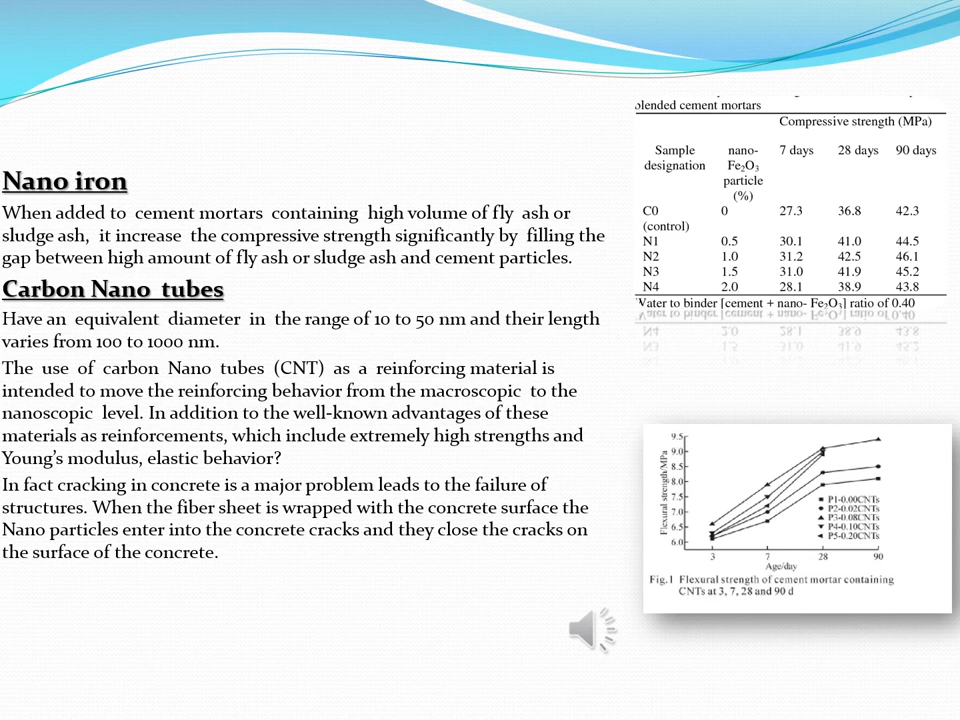 Nano iron
When added to cement mortars containing high volume of fly ash or
sludge ash, it increase the compressive strength significantly by filling the
gap between high amount of fly ash or sludge ash and cement particles.
Carbon Nano tubes
Have an equivalent diameter in the range of 10 to 50 nm and their length
varies from 100 to 1000 nm.
The use of carbon Nano tubes (CNT) as a reinforcing material is
intended to move the reinforcing behavior from the macroscopic to the
nanoscopic level. In addition to the well-known advantages of these
materials as reinforcements, which include extremely high strengths and
Young's modulus, elastic behavior?
In fact cracking in concrete is a major problem leads to the failure of
structures. When the fiber sheet is wrapped with the concrete surface the
Nano particles enter into the concrete cracks and they close the cracks on
the surface of the concrete.
blended cement mortars
Compressive strength (MPa)
Sample nano- 7 days 28 days 90 days
designation Fe₂O₃
particle
(%)
C0 0 27.3 36.8 42.3
(control)
N1 0.5 30.1 41.0 44.5
N2 1.0 31.2 42.5 46.1
N3 1.5 31.0 41.9 45.2
N4 2.0 28.1 38.9 43.8
Water to binder [cement + nano- Fe₂O₃] ratio of 0.40
Flexural strength/MPa
9.5
9.0
8.5
8.0
7.5
7.0
6.5
6.0
P1-0.00CNTs
P2-0.02CNTs
P3-0.08CNTs
P4-0.10CNTs
P5-0.20CNTs
3 7 28 90
Age/day
Fig.1 Flexural strength of cement mortar containing
CNTs at 3, 7, 28 and 90 d